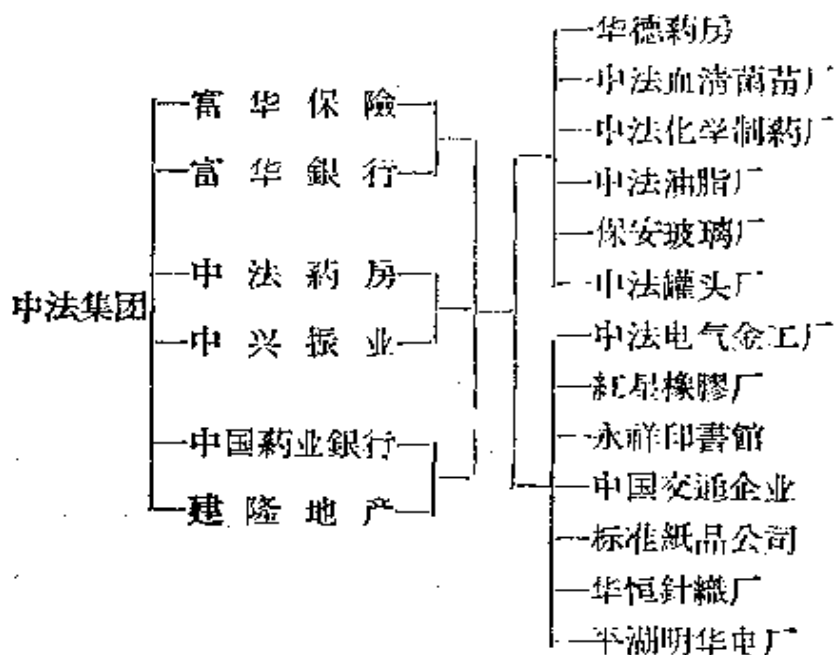 中法集团
富华保險
富华銀行
中法药房
中兴振业
中国药业銀行
建隆地产
华德药房
中法血清菌苗厂
中法化学制药厂
中法油脂厂
保安玻璃厂
中法罐头厂
中法电气金工厂
紅星橡膠厂
永祥印書館
中国交通企业
标准紙品公司
华恒針織厂
平湖明华电厂